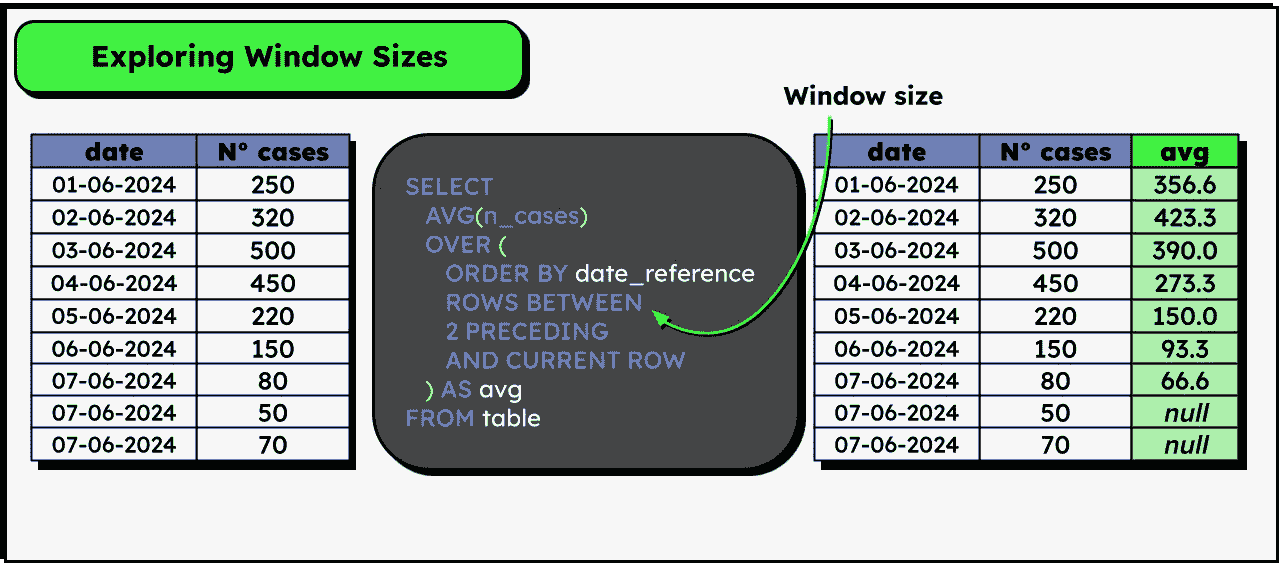 Exploring Window Sizes
Window size
date N° cases
01-06-2024 250
02-06-2024 320
03-06-2024 500
04-06-2024 450
05-06-2024 220
06-06-2024 150
07-06-2024 80
07-06-2024 50
07-06-2024 70
SELECT
AVG(n_cases)
OVER (
ORDER BY date_reference
ROWS BETWEEN
2 PRECEDING
AND CURRENT ROW
) AS avg
FROM table
date N° cases avg
01-06-2024 250 356.6
02-06-2024 320 423.3
03-06-2024 500 390.0
04-06-2024 450 273.3
05-06-2024 220 150.0
06-06-2024 150 93.3
07-06-2024 80 66.6
07-06-2024 50 null
07-06-2024 70 null